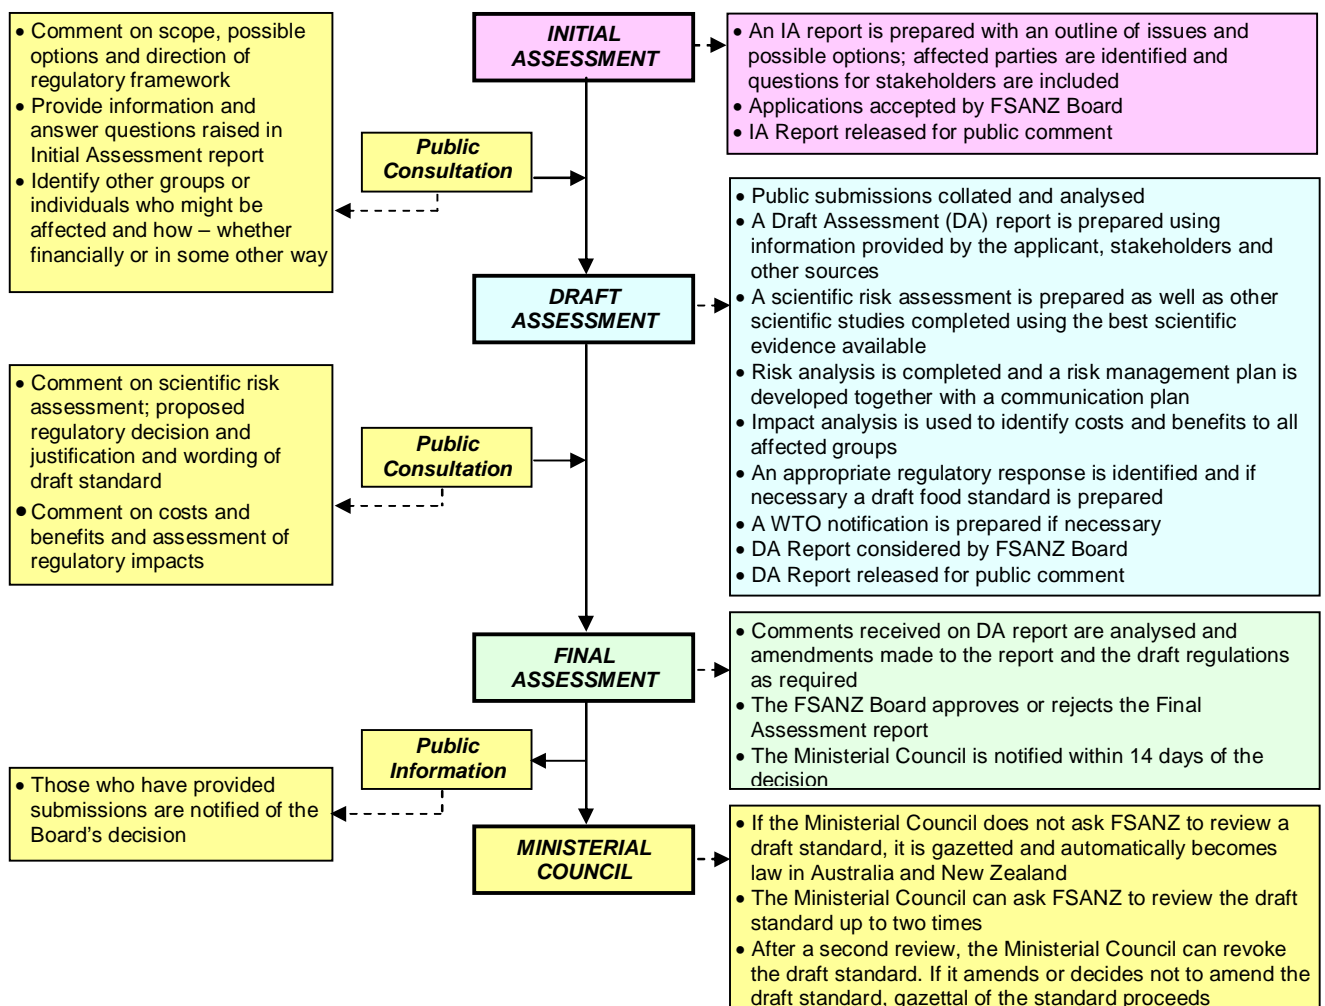 • Comment on scope, possible
options and direction of
regulatory framework
• Provide information and
answer questions raised in
Initial Assessment report
• Identify other groups or
individuals who might be
affected and how – whether
financially or in some other way
INITIAL
ASSESSMENT
• An IA report is prepared with an outline of issues and
possible options; affected parties are identified and
questions for stakeholders are included
• Applications accepted by FSANZ Board
• IA Report released for public comment
Public
Consultation
• Public submissions collated and analysed
• A Draft Assessment (DA) report is prepared using
information provided by the applicant, stakeholders and
other sources
• A scientific risk assessment is prepared as well as other
scientific studies completed using the best scientific
evidence available
• Risk analysis is completed and a risk management plan is
developed together with a communication plan
• Impact analysis is used to identify costs and benefits to all
affected groups
• An appropriate regulatory response is identified and if
necessary a draft food standard is prepared
• A WTO notification is prepared if necessary
• DA Report considered by FSANZ Board
• DA Report released for public comment
DRAFT
ASSESSMENT
• Comment on scientific risk
assessment; proposed
regulatory decision and
justification and wording of
draft standard
• Comment on costs and
benefits and assessment of
regulatory impacts
Public
Consultation
FINAL
ASSESSMENT
• Comments received on DA report are analysed and
amendments made to the report and the draft regulations
as required
• The FSANZ Board approves or rejects the Final
Assessment report
• The Ministerial Council is notified within 14 days of the
decision
Public
Information
• Those who have provided
submissions are notified of the
Board's decision
MINISTERIAL
COUNCIL
• If the Ministerial Council does not ask FSANZ to review a
draft standard, it is gazetted and automatically becomes
law in Australia and New Zealand
• The Ministerial Council can ask FSANZ to review the draft
standard up to two times
• After a second review, the Ministerial Council can revoke
the draft standard. If it amends or decides not to amend the
draft standard, gazettal of the standard proceeds